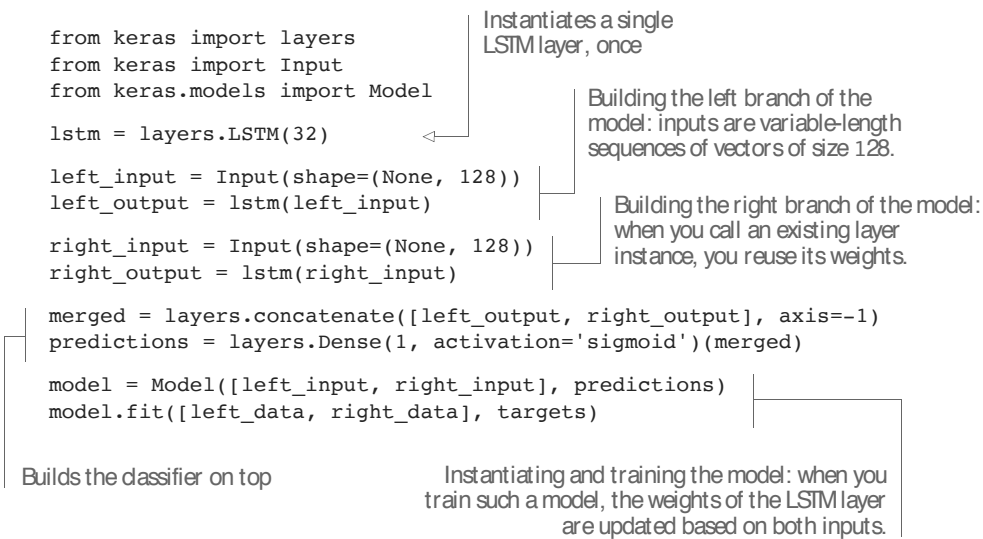 Instantiates a single
LSTM layer, once
from keras import layers
from keras import Input
from keras.models import Model
lstm = layers.LSTM(32)
Building the left branch of the
model: inputs are variable-length
sequences of vectors of size 128.
left_input = Input(shape=(None, 128))
left_output = lstm(left_input)
Building the right branch of the model:
when you call an existing layer
instance, you reuse its weights.
right_input = Input(shape=(None, 128))
right_output = lstm(right_input)
merged = layers.concatenate([left_output, right_output], axis=-1)
predictions = layers.Dense(1, activation='sigmoid')(merged)
model = Model([left_input, right_input], predictions)
model.fit([left_data, right_data], targets)
Builds the classifier on top
Instantiating and training the model: when you
train such a model, the weights of the LSTM layer
are updated based on both inputs.